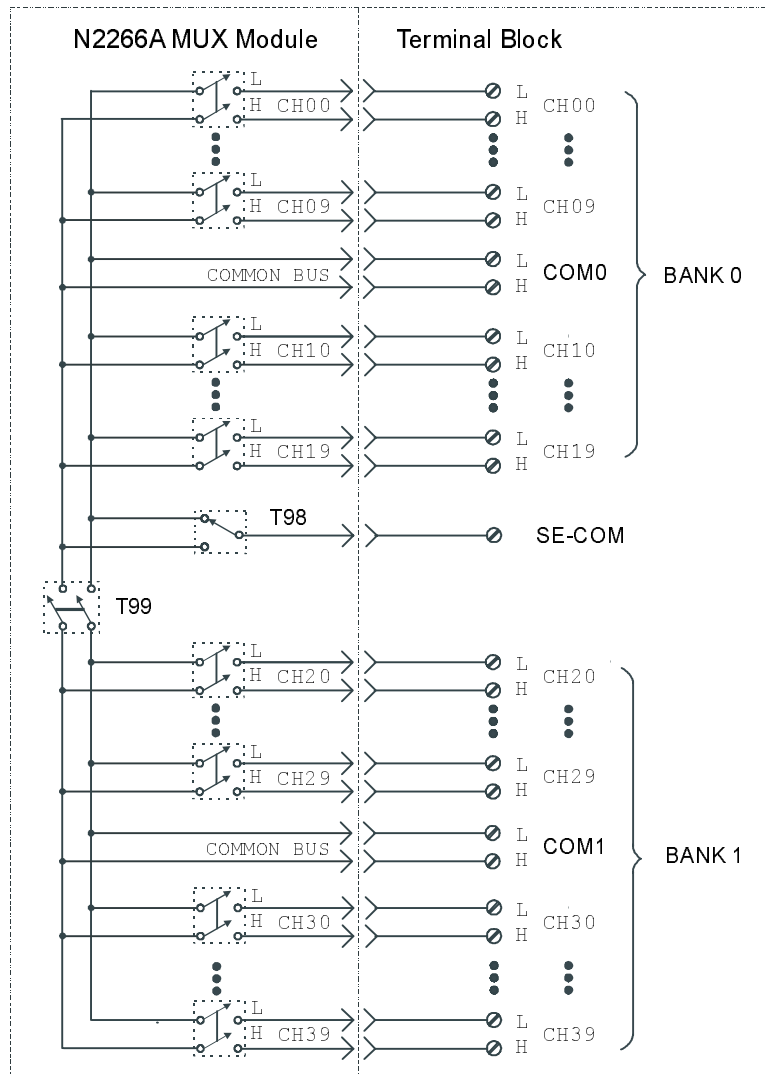 N2266A MUX Module Terminal Block
L L
H CH00 H CH00
L L
H CH09 H CH09
L
COMMON BUS COM0
H
BANK 0
L L
H CH10 H CH10
L L
H CH19 H CH19
T98
SE-COM
T99
L L
H CH20 H CH20
L L
H CH29 H CH29
L
COMMON BUS COM1
H
BANK 1
L L
H CH30 H CH30
L L
H CH39 H CH39